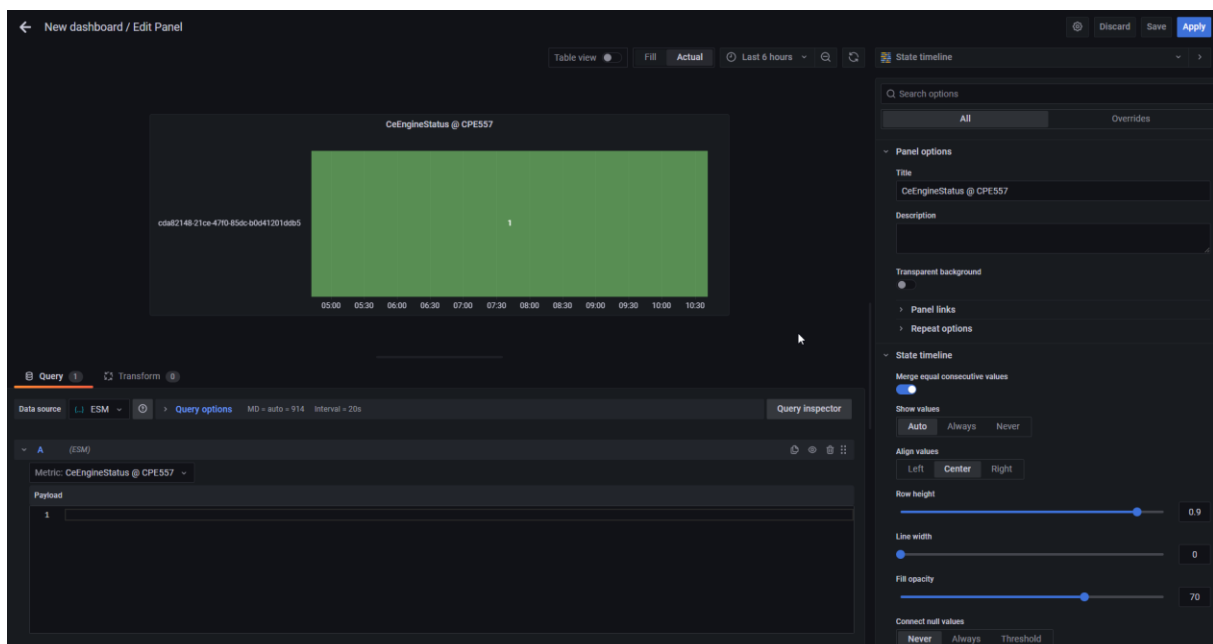 New dashboard / Edit Panel
Discard Save Apply
Table view Fill Actual Last 6 hours State timeline
Search options
All Overrides
CeEngineStatus @ CPE557
Panel options
Title
CeEngineStatus @ CPE557
Description
cda82148-21ce-47f0-85dc-b0d41201ddb5
1
Transparent background
05:00 05:30 06:00 06:30 07:00 07:30 08:00 08:30 09:00 09:30 10:00 10:30
Panel links
Repeat options
State timeline
Query 1 Transform 0
Merge equal consecutive values
Data source ESM Query options MD = auto = 914 Interval = 20s Query inspector
Show values
Auto Always Never
A (ESM)
Align values
Left Center Right
Metric: CeEngineStatus @ CPE557
Payload
1
Row height
0.9
Line width
0
Fill opacity
70
Connect null values
Never Always Threshold